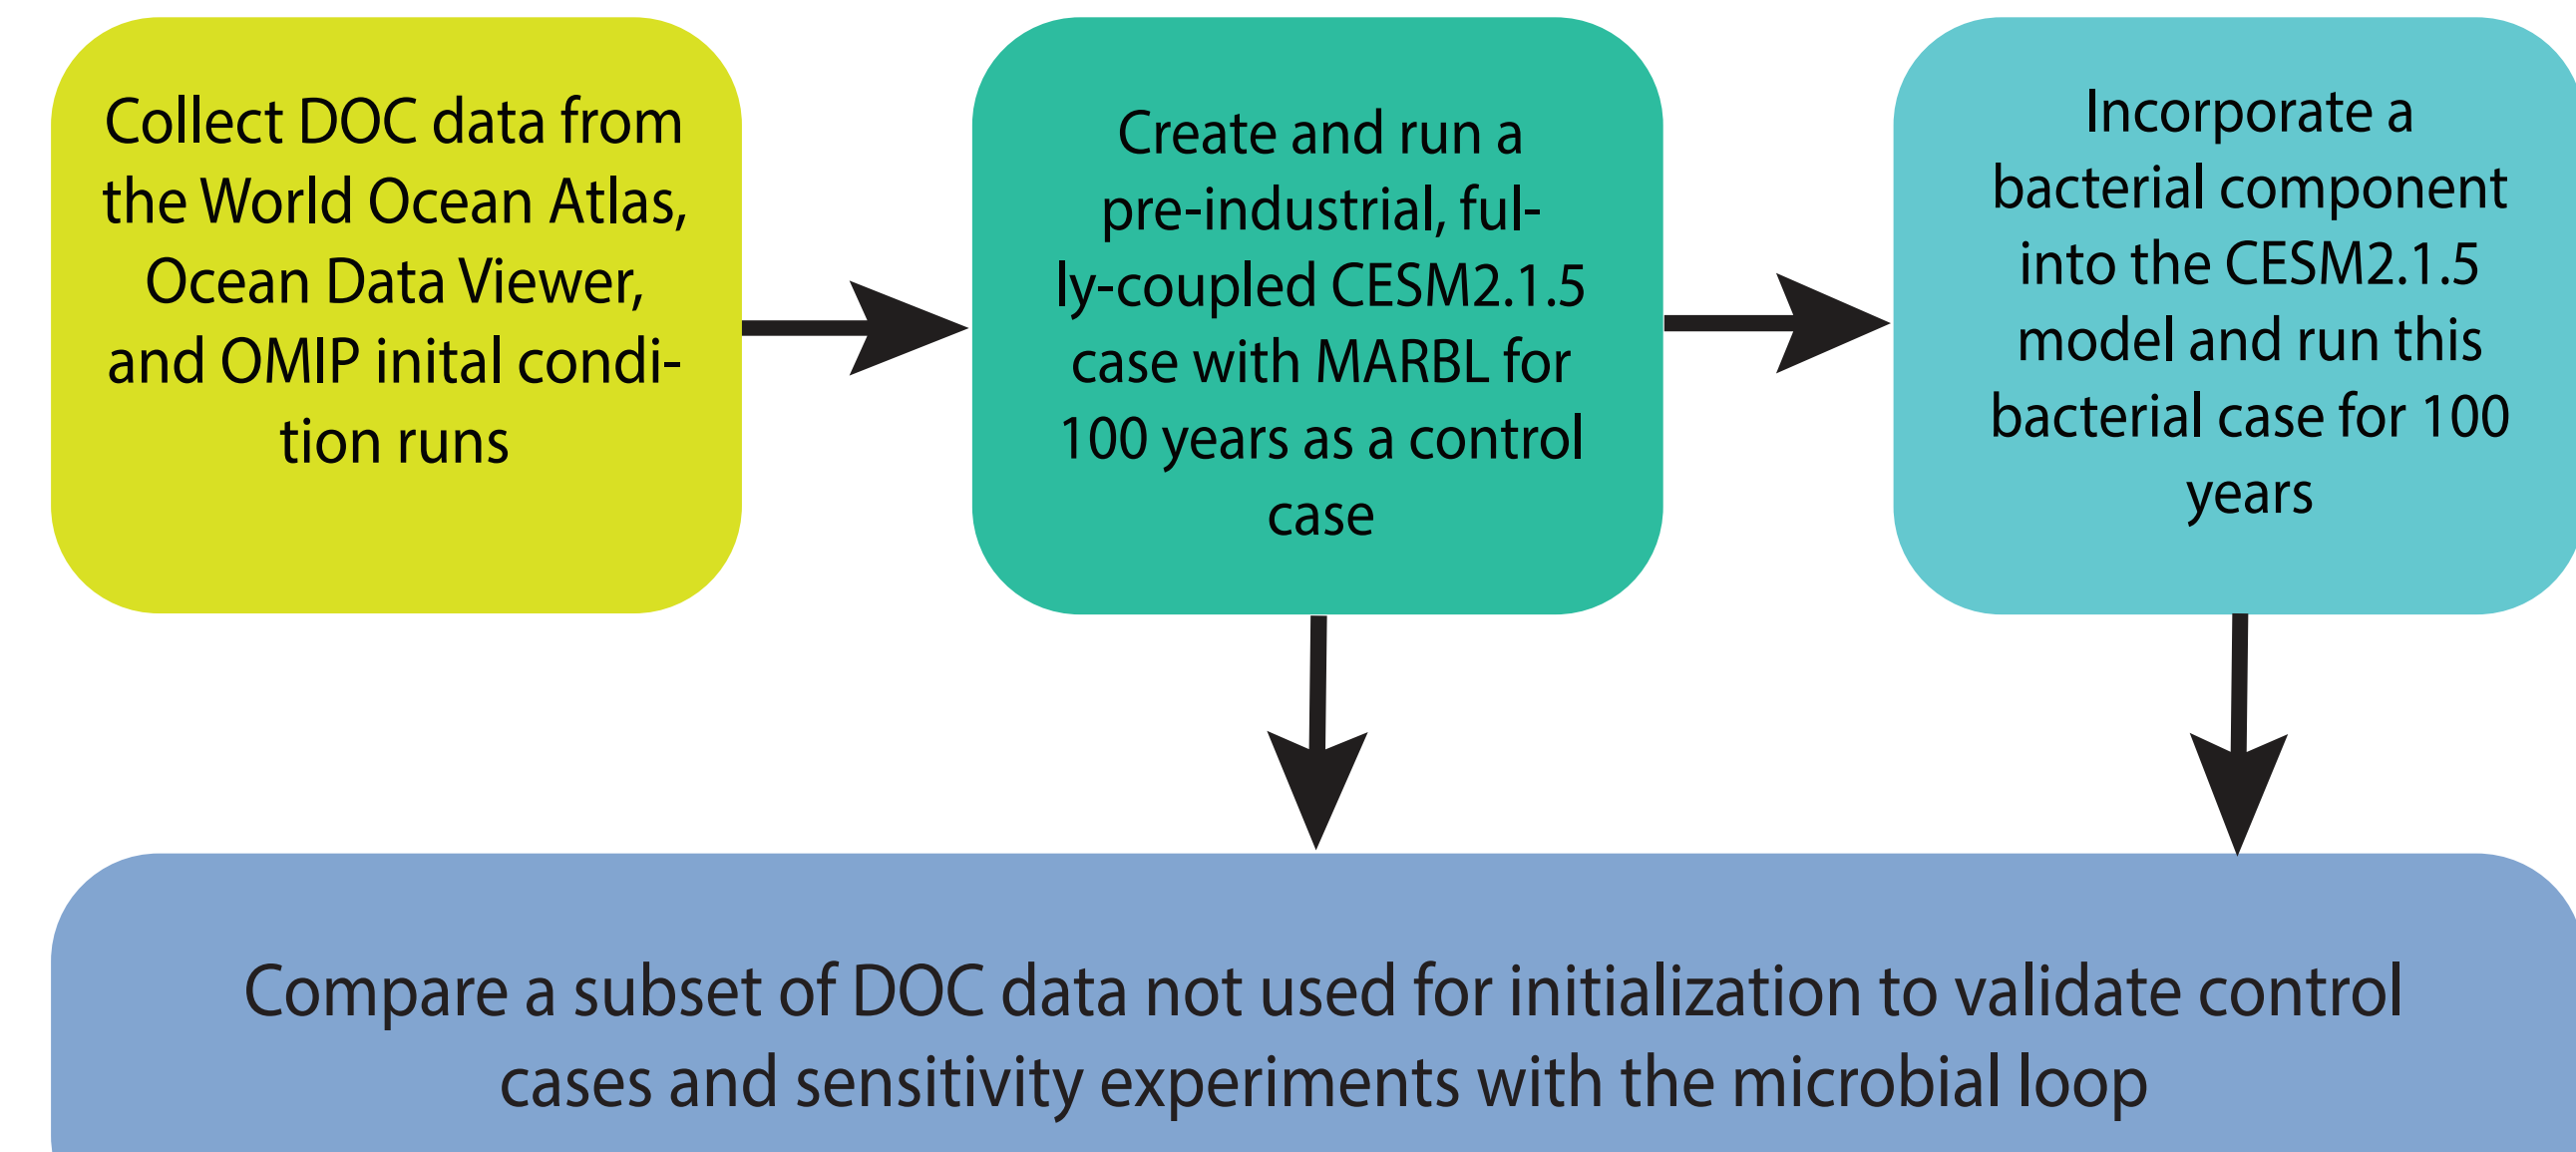 Collect DOC data from
the World Ocean Atlas,
Ocean Data Viewer,
and OMIP inital condi-
tion runs
Create and run a
pre-industrial, ful-
ly-coupled CESM2.1.5
case with MARBL for
100 years as a control
case
Incorporate a
bacterial component
into the CESM2.1.5
model and run this
bacterial case for 100
years
Compare a subset of DOC data not used for initialization to validate control
cases and sensitivity experiments with the microbial loop